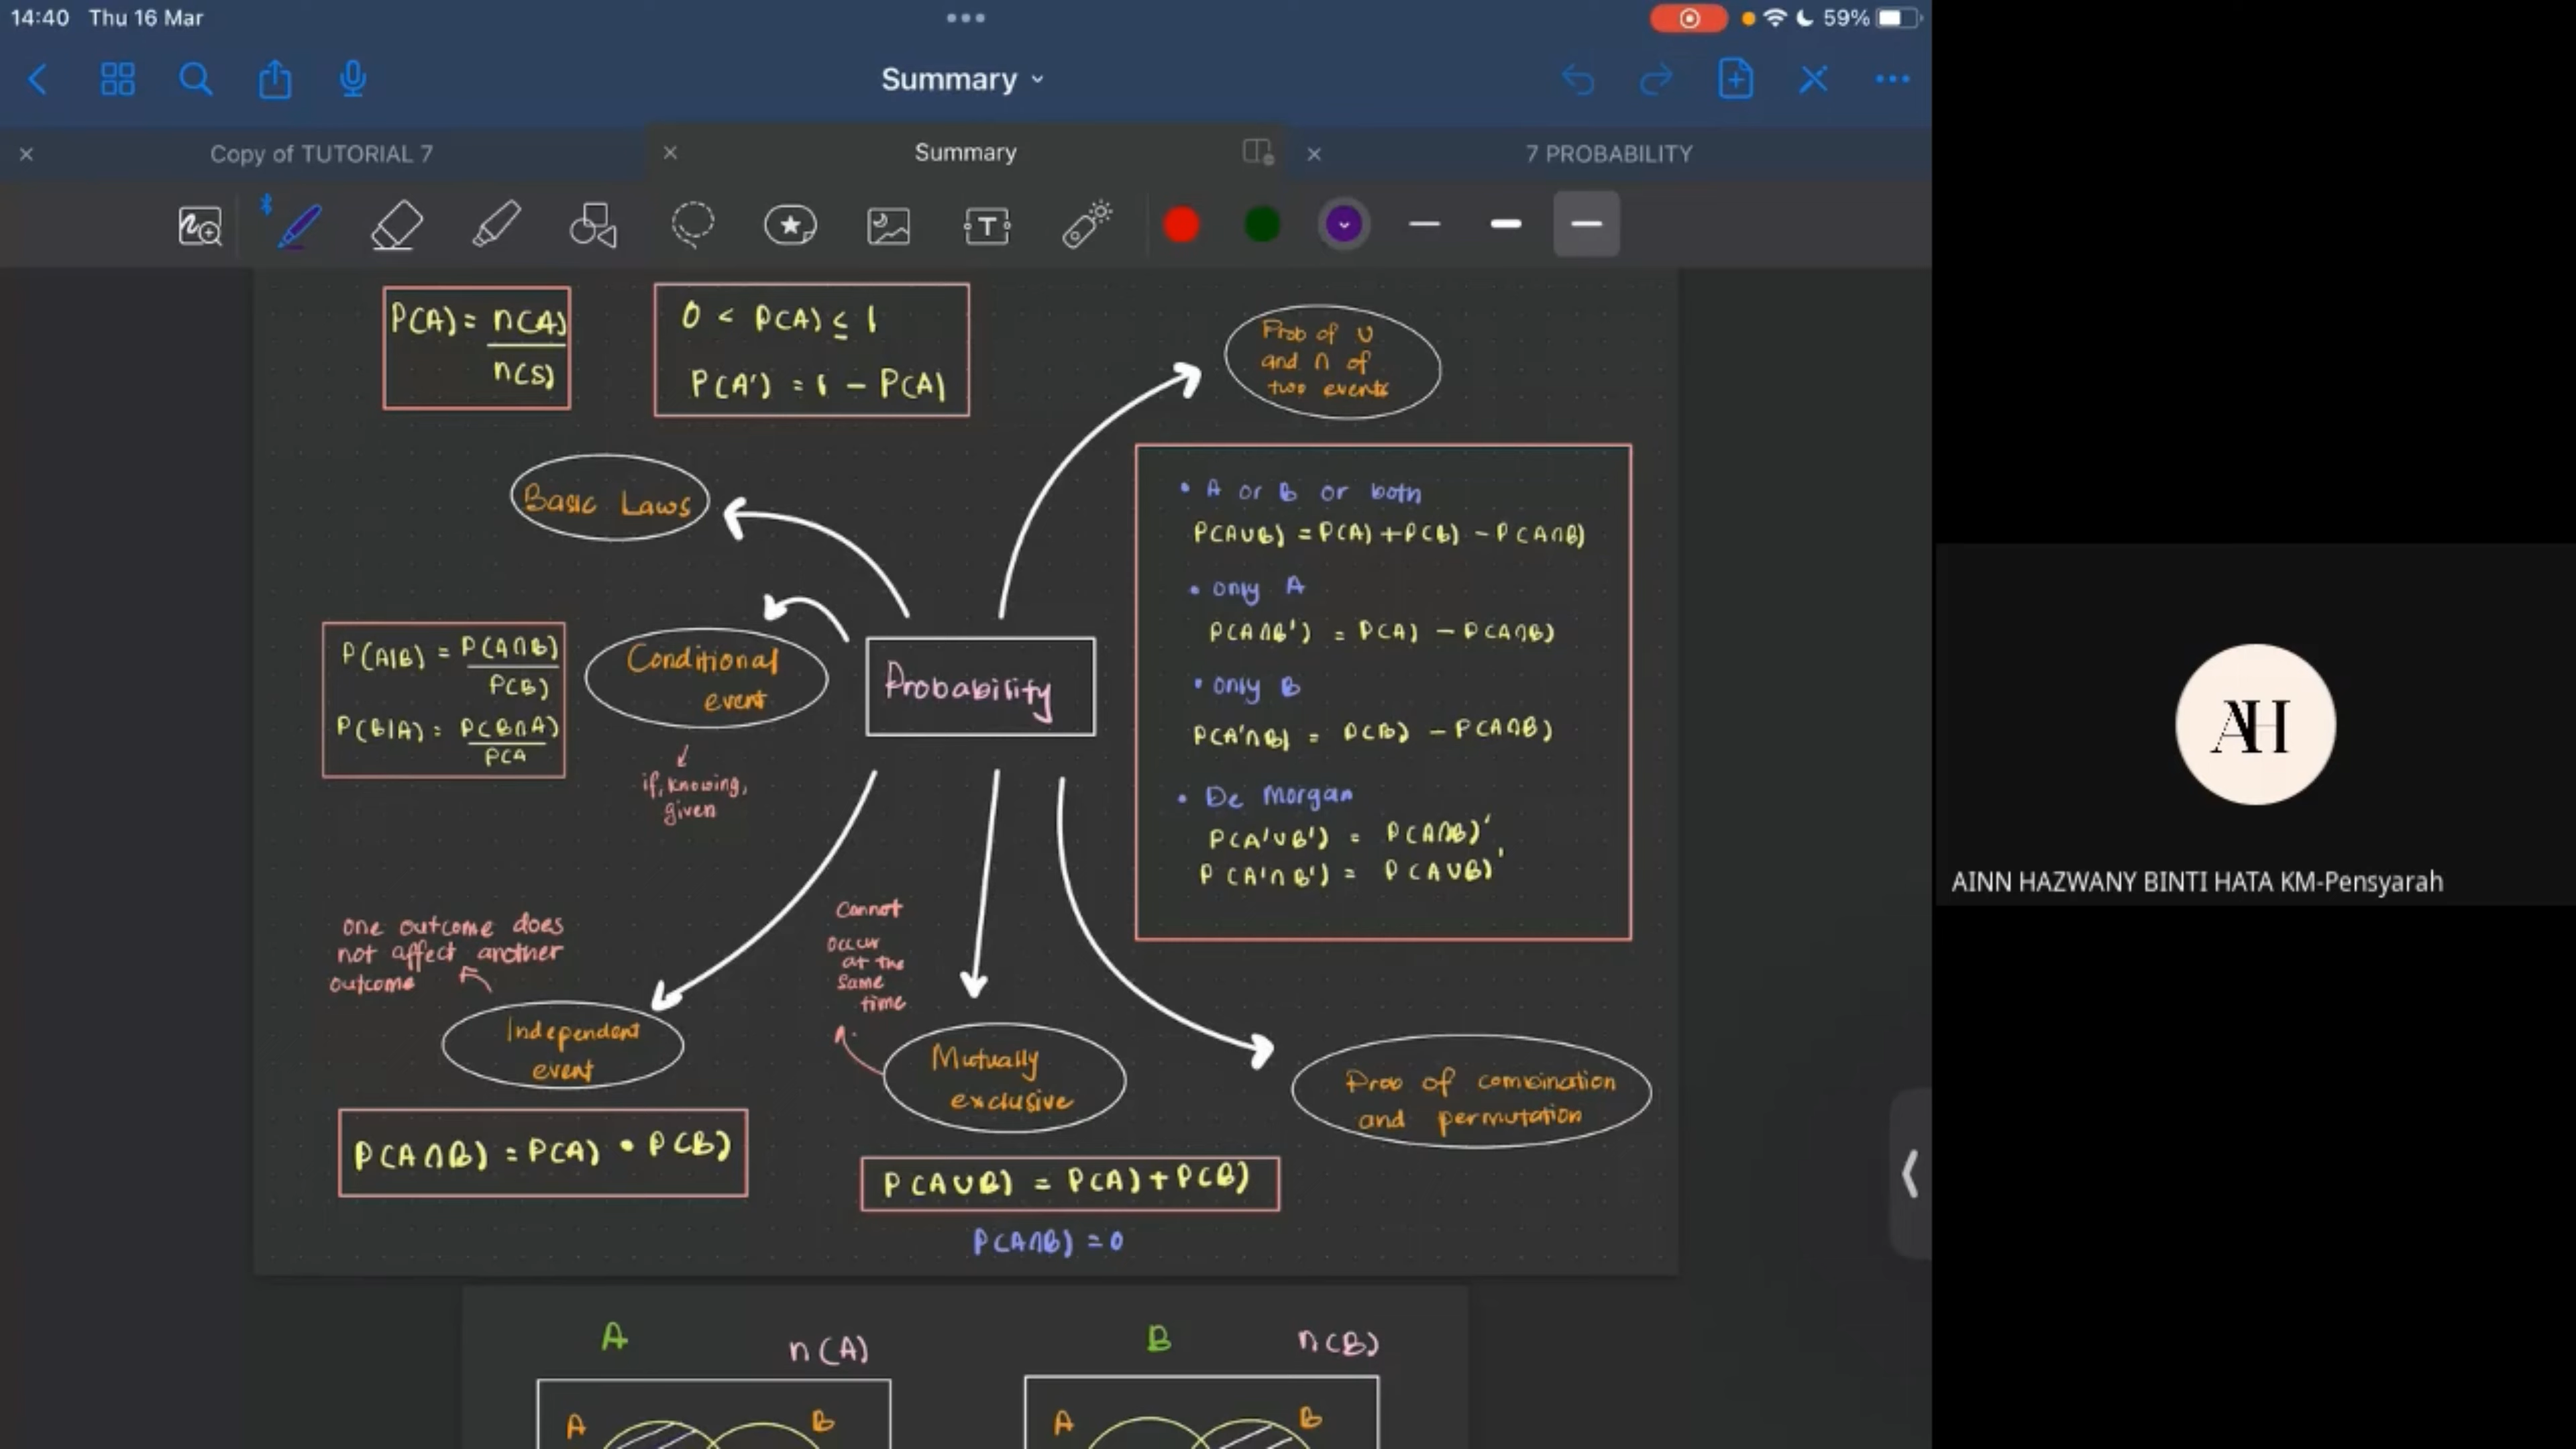 14:40 Thu 16 Mar
59%
Summary
Copy of TUTORIAL 7
Summary
7 PROBABILITY
P(A) = n(A)
n(S)
0 < P(A) ≤ 1
P(A') = 1 - P(A)
Prob of ∪
and ∩ of
two events
Basic Laws
• A or B or both
P(A∪B) = P(A) + P(B) - P(A∩B)
• only A
P(A∩B') = P(A) - P(A∩B)
• only B
P(A'∩B) = P(B) - P(A∩B)
• De Morgan
P(A'∪B') = P(A∩B)'
P(A'∩B') = P(A∪B)'
P(A|B) = P(A∩B)
P(B)
P(B|A) = P(B∩A)
P(A
Conditional
event
if, knowing,
given
Probability
one outcome does
not affect another
outcome
Independent
event
P(A∩B) = P(A) • P(B)
Cannot
occur
at the
same
time
Mutually
exclusive
P(A∪B) = P(A) + P(B)
P(A∩B) = 0
Prob of combination
and permutation
A n(A)
A B
B n(B)
A B
AH
AINN HAZWANY BINTI HATA KM-Pensyarah